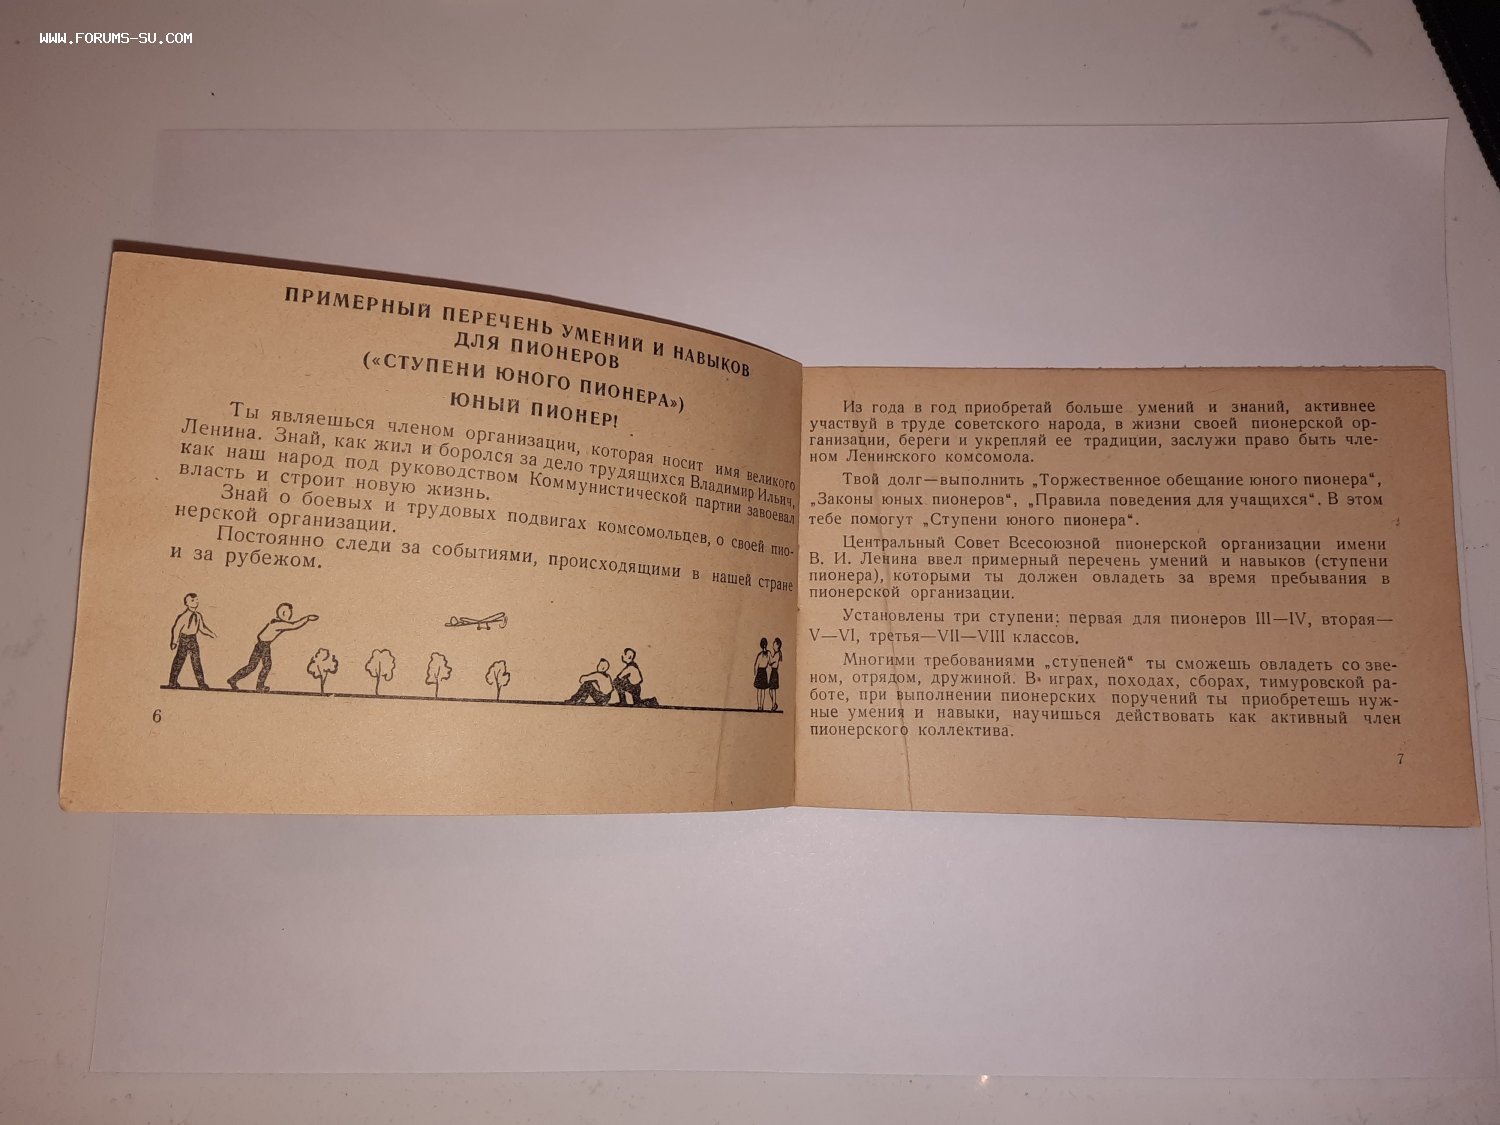 WWW.FORUMS-SU.COM
ПРИМЕРНЫЙ ПЕРЕЧЕНЬ УМЕНИЙ И НАВЫКОВ
ДЛЯ ПИОНЕРОВ
(«СТУПЕНИ ЮНОГО ПИОНЕРА»)
ЮНЫЙ ПИОНЕР!
Ты являешься членом организации, которая носит имя великого
Ленина. Знай, как жил и боролся за дело трудящихся Владимир Ильич,
как наш народ под руководством Коммунистической партии завоевал
власть и строит новую жизнь.
Знай о боевых и трудовых подвигах комсомольцев, о своей пио-
нерской организации.
Постоянно следи за событиями, происходящими в нашей стране
и за рубежом.
6
Из года в год приобретай больше умений и знаний, активнее
участвуй в труде советского народа, в жизни своей пионерской ор-
ганизации, береги и укрепляй ее традиции, заслужи право быть чле-
ном Ленинского комсомола.
Твой долг—выполнить „Торжественное обещание юного пионера“,
„Законы юных пионеров“, „Правила поведения для учащихся“. В этом
тебе помогут „Ступени юного пионера“.
Центральный Совет Всесоюзной пионерской организации имени
В. И. Ленина ввел примерный перечень умений и навыков (ступени
пионера), которыми ты должен овладеть за время пребывания в
пионерской организации.
Установлены три ступени: первая для пионеров III—IV, вторая—
V—VI, третья—VII—VIII классов.
Многими требованиями „ступеней“ ты сможешь овладеть со зве-
ном, отрядом, дружиной. В играх, походах, сборах, тимуровской ра-
боте, при выполнении пионерских поручений ты приобретешь нуж-
ные умения и навыки, научишься действовать как активный член
пионерского коллектива.
7